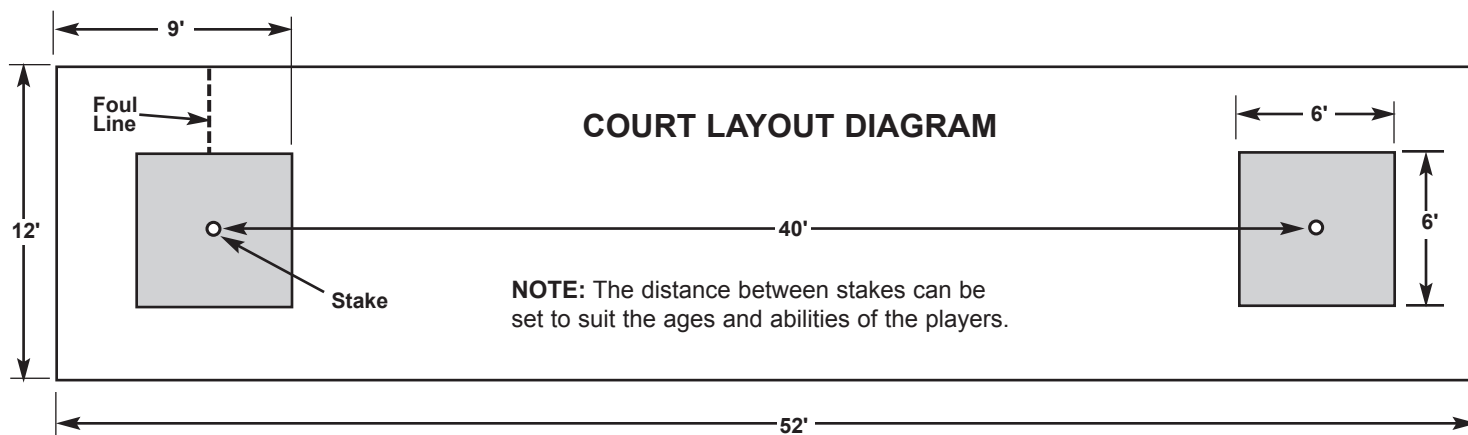 9'
Foul
Line
COURT LAYOUT DIAGRAM
6'
12'
40'
6'
Stake
NOTE: The distance between stakes can be
set to suit the ages and abilities of the players.
52'